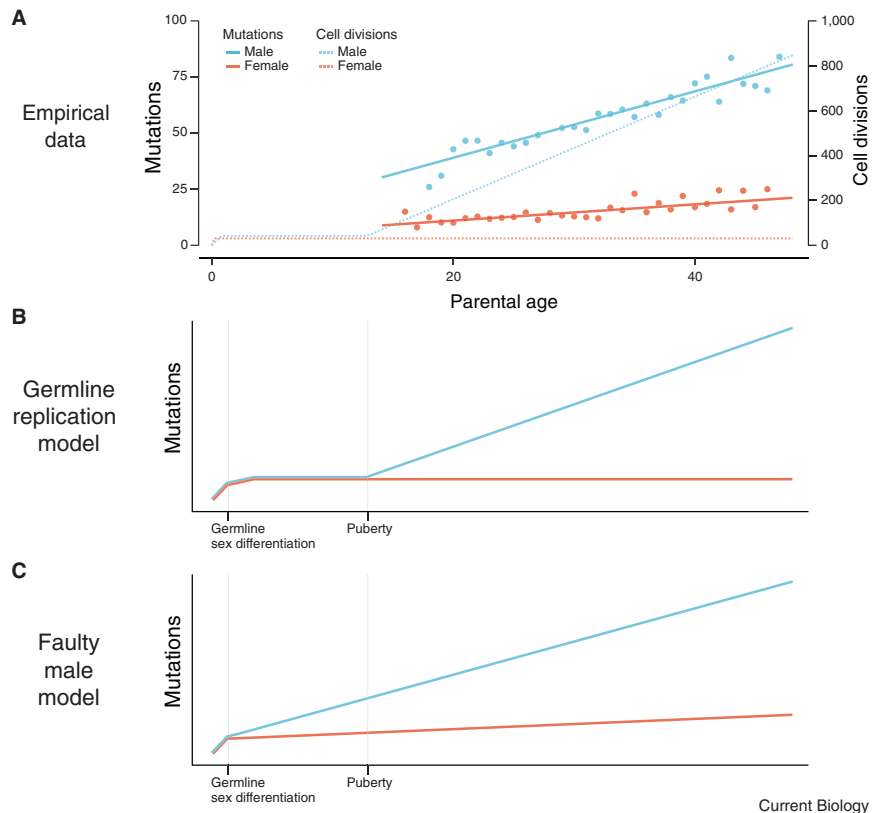 A
Empirical
data
Mutations
100
75
50
25
0
Mutations
Male
Female
Cell divisions
Male
Female
1,000
800
600
400
200
0
Cell divisions
0
20
40
Parental age
B
Germline
replication
model
Mutations
Germline
sex differentiation
Puberty
C
Faulty
male
model
Mutations
Germline
sex differentiation
Puberty
Current Biology